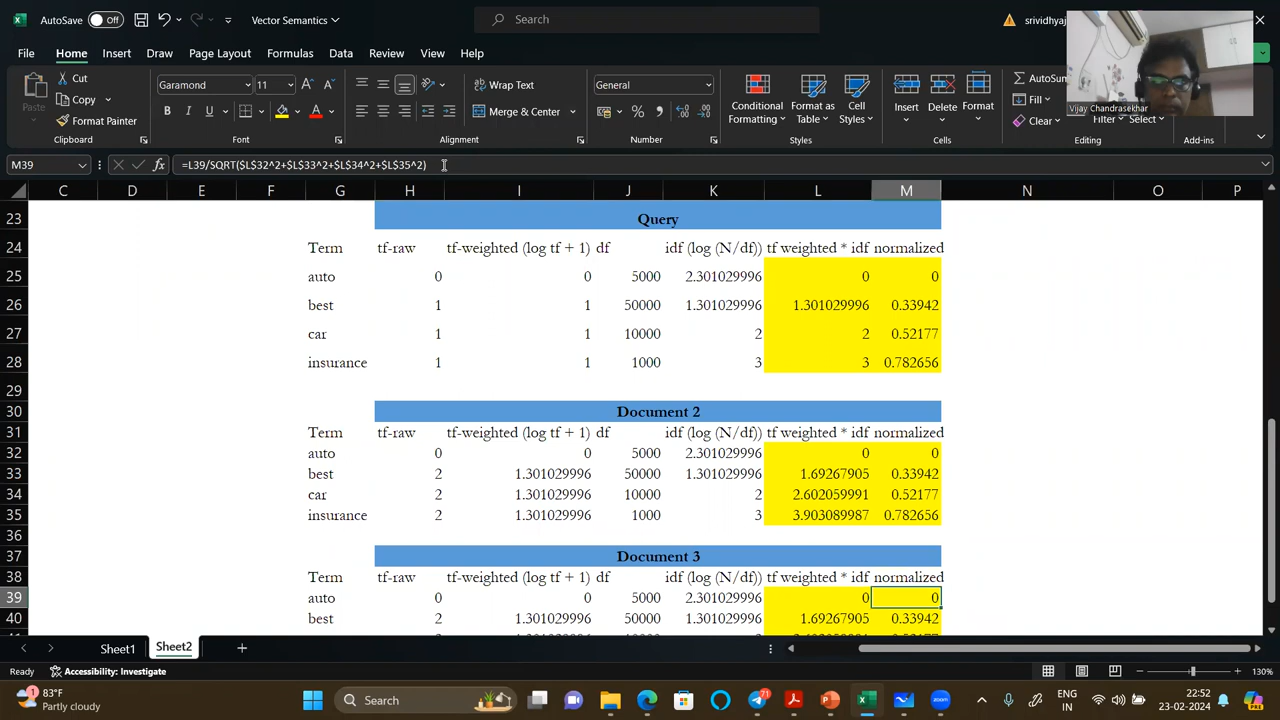 AutoSave Off Vector Semantics Search srividhyaj
File Home Insert Draw Page Layout Formulas Data Review View Help
Vijay Chandrasekhar
Paste Cut Copy Format Painter Clipboard
Garamond 11 B I U A A A Font
Wrap Text Merge & Center Alignment
General % Number
Conditional Formatting Format as Table Cell Styles Styles
Insert Delete Format Cells
AutoSum Fill Clear Filter Select Add-ins
M39 fx =L39/SQRT($L$32^2+$L$33^2+$L$34^2+$L$35^2)
C D E F G H I J K L M N O P
23 Query
24 Term tf-raw tf-weighted (log tf + 1) df idf (log (N/df)) tf weighted * idf normalized
25 auto 0 0 5000 2.301029996 0 0
26 best 1 1 50000 1.301029996 1.301029996 0.33942
27 car 1 1 10000 2 2 0.52177
28 insurance 1 1 1000 3 3 0.782656
29
30 Document 2
31 Term tf-raw tf-weighted (log tf + 1) df idf (log (N/df)) tf weighted * idf normalized
32 auto 0 0 5000 2.301029996 0 0
33 best 2 1.301029996 50000 1.301029996 1.69267905 0.33942
34 car 2 1.301029996 10000 2 2.602059991 0.52177
35 insurance 2 1.301029996 1000 3 3.903089987 0.782656
36
37 Document 3
38 Term tf-raw tf-weighted (log tf + 1) df idf (log (N/df)) tf weighted * idf normalized
39 auto 0 0 5000 2.301029996 0 0
40 best 2 1.301029996 50000 1.301029996 1.69267905 0.33942
Sheet1 Sheet2
Ready Accessibility: Investigate 130%
1 83°F Partly cloudy Search 71 ENG IN 22:52 23-02-2024